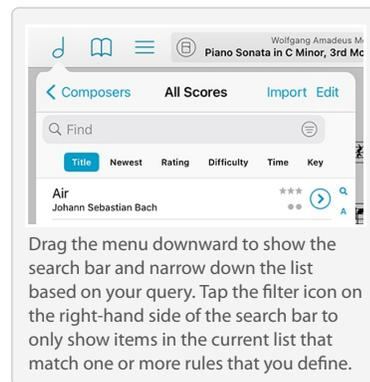 Wolfgang Amadeus M
Piano Sonata in C Minor, 3rd Mo
Composers All Scores Import Edit
Find
Title Newest Rating Difficulty Time Key
Air
Johann Sebastian Bach
A
Drag the menu downward to show the
search bar and narrow down the list
based on your query. Tap the filter icon on
the right-hand side of the search bar to
only show items in the current list that
match one or more rules that you define.